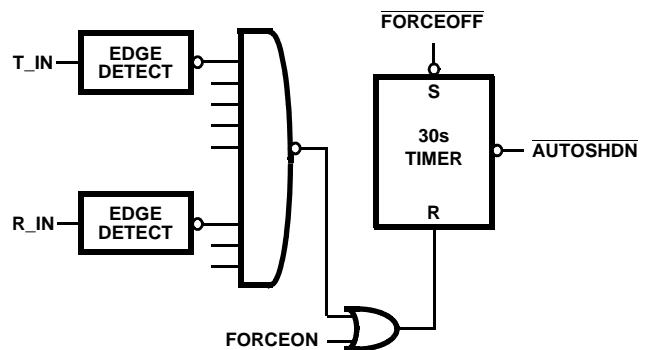 FORCEOFF
T_IN
EDGE
DETECT
S
30s
TIMER
AUTOSHDN
R
R_IN
EDGE
DETECT
FORCEON